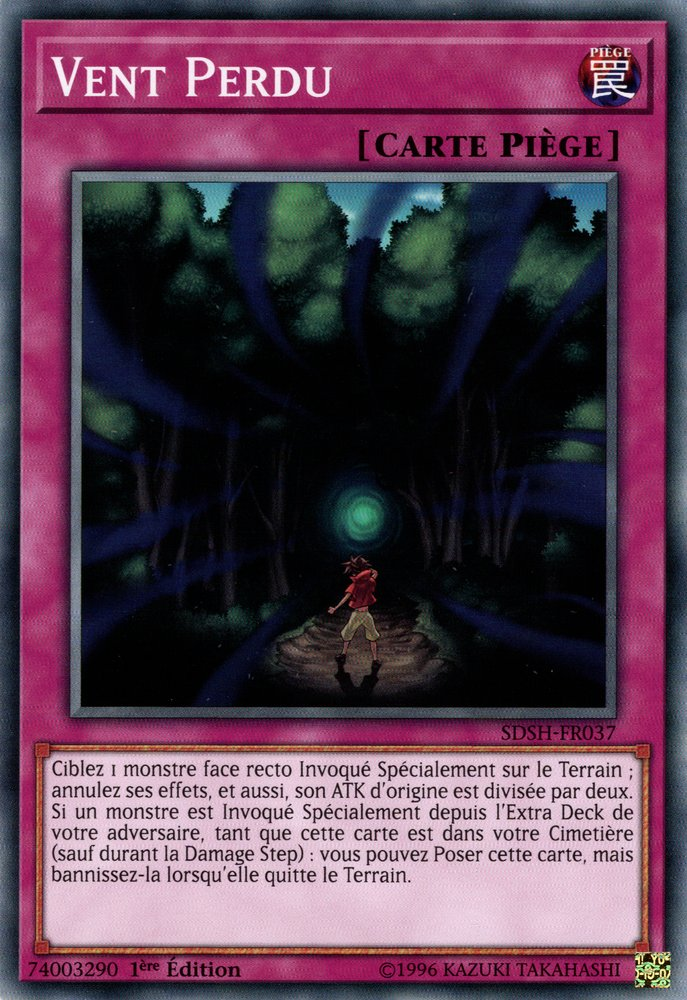 Vent Perdu
PIÈGE
罠
[Carte Piège]
SDSH-FR037
Ciblez 1 monstre face recto Invoqué Spécialement sur le Terrain ;
annulez ses effets, et aussi, son ATK d'origine est divisée par deux.
Si un monstre est Invoqué Spécialement depuis l'Extra Deck de
votre adversaire, tant que cette carte est dans votre Cimetière
(sauf durant la Damage Step) : vous pouvez Poser cette carte, mais
bannissez-la lorsqu'elle quitte le Terrain.
74003290 1ère Édition ©1996 KAZUKI TAKAHASHI